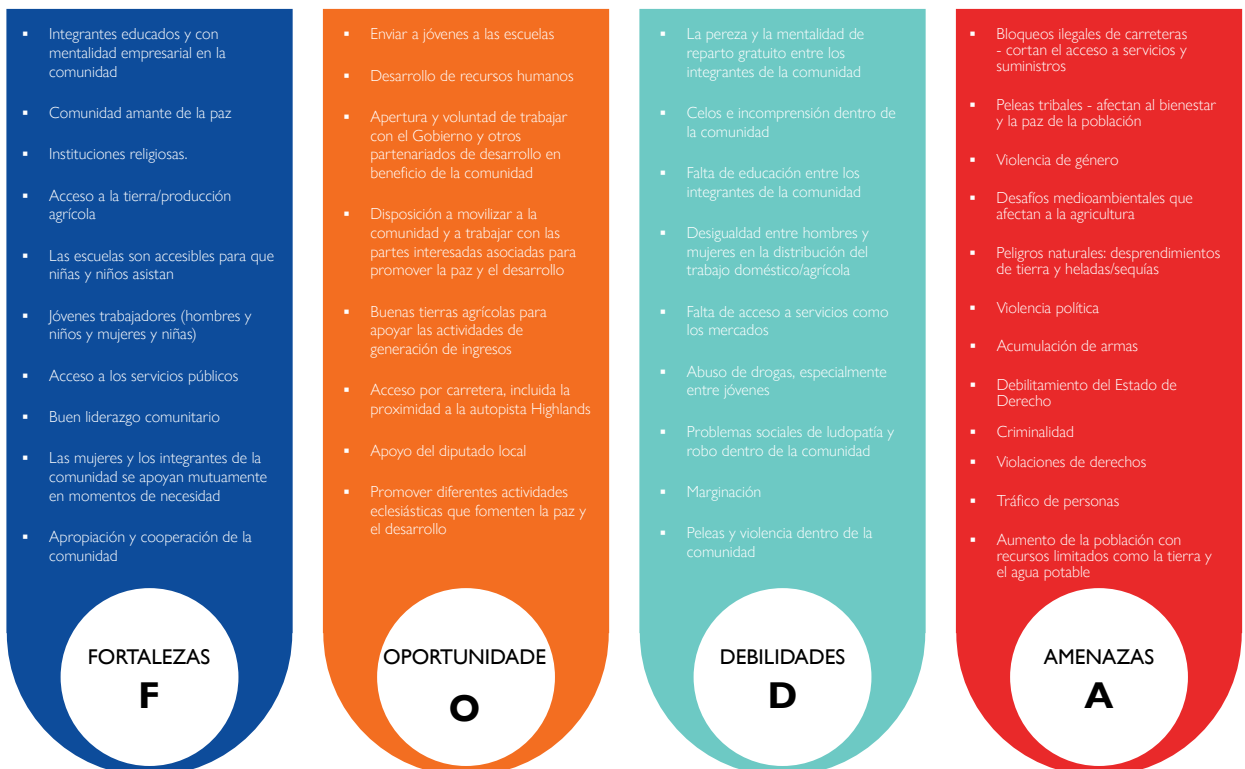 ▪ Integrantes educados y con
mentalidad empresarial en la
comunidad
▪ Comunidad amante de la paz
▪ Instituciones religiosas.
▪ Acceso a la tierra/producción
agrícola
▪ Las escuelas son accesibles para que
niñas y niños asistan
▪ Jóvenes trabajadores (hombres y
niños y mujeres y niñas)
▪ Acceso a los servicios públicos
▪ Buen liderazgo comunitario
▪ Las mujeres y los integrantes de la
comunidad se apoyan mutuamente
en momentos de necesidad
▪ Apropiación y cooperación de la
comunidad
FORTALEZAS
F
▪ Enviar a jóvenes a las escuelas
▪ Desarrollo de recursos humanos
▪ Apertura y voluntad de trabajar
con el Gobierno y otros
partenariados de desarrollo en
beneficio de la comunidad
▪ Disposición a movilizar a la
comunidad y a trabajar con las
partes interesadas asociadas para
promover la paz y el desarrollo
▪ Buenas tierras agrícolas para
apoyar las actividades de
generación de ingresos
▪ Acceso por carretera, incluida la
proximidad a la autopista Highlands
▪ Apoyo del diputado local
▪ Promover diferentes actividades
eclesiásticas que fomenten la paz y
el desarrollo
OPORTUNIDADE
O
▪ La pereza y la mentalidad de
reparto gratuito entre los
integrantes de la comunidad
▪ Celos e incomprensión dentro de
la comunidad
▪ Falta de educación entre los
integrantes de la comunidad
▪ Desigualdad entre hombres y
mujeres en la distribución del
trabajo doméstico/agrícola
▪ Falta de acceso a servicios como
los mercados
▪ Abuso de drogas, especialmente
entre jóvenes
▪ Problemas sociales de ludopatía y
robo dentro de la comunidad
▪ Marginación
▪ Peleas y violencia dentro de la
comunidad
DEBILIDADES
D
▪ Bloqueos ilegales de carreteras
- cortan el acceso a servicios y
suministros
▪ Peleas tribales - afectan al bienestar
y la paz de la población
▪ Violencia de género
▪ Desafíos medioambientales que
afectan a la agricultura
▪ Peligros naturales: desprendimientos
de tierra y heladas/sequías
▪ Violencia política
▪ Acumulación de armas
▪ Debilitamiento del Estado de
Derecho
▪ Criminalidad
▪ Violaciones de derechos
▪ Tráfico de personas
▪ Aumento de la población con
recursos limitados como la tierra y
el agua potable
AMENAZAS
A